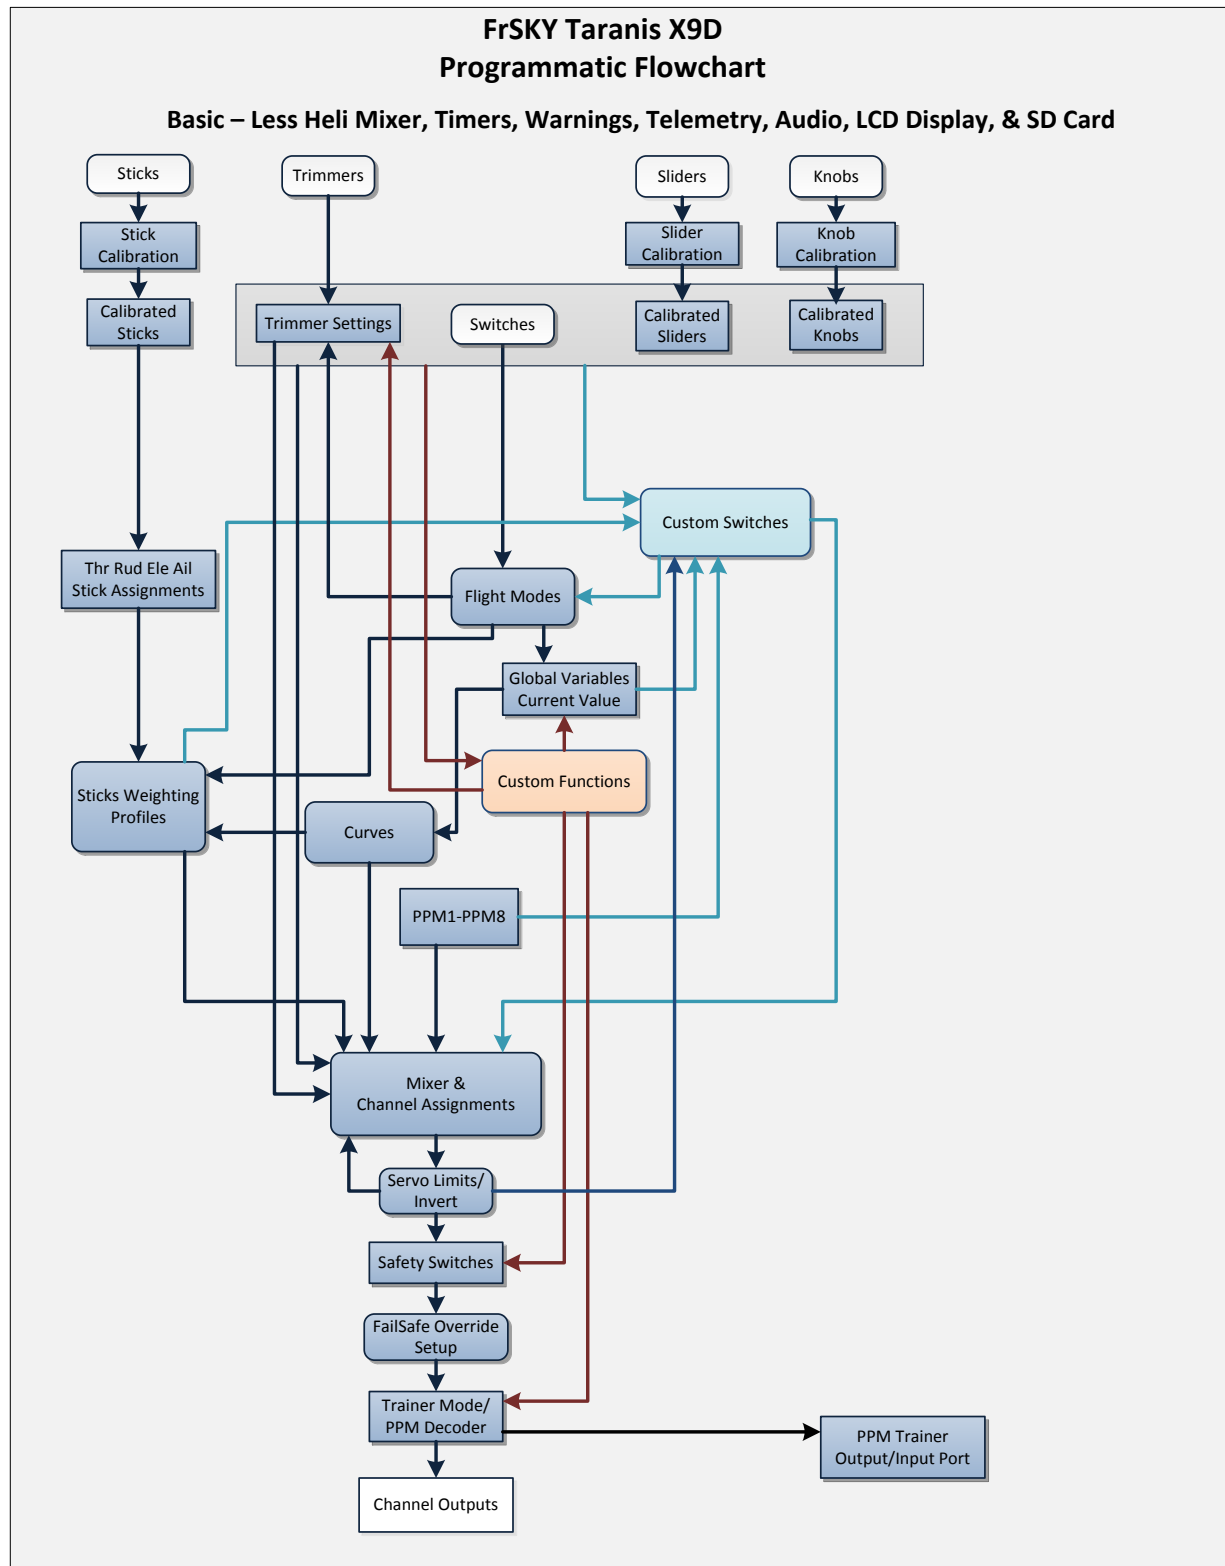 FrSKY Taranis X9D
Programmatic Flowchart
Basic – Less Heli Mixer, Timers, Warnings, Telemetry, Audio, LCD Display, & SD Card
Sticks
Trimmers
Sliders
Knobs
Stick
Calibration
Slider
Calibration
Knob
Calibration
Calibrated
Sticks
Trimmer Settings
Switches
Calibrated
Sliders
Calibrated
Knobs
Custom Switches
Thr Rud Ele Ail
Stick Assignments
Flight Modes
Global Variables
Current Value
Custom Functions
Sticks Weighting
Profiles
Curves
PPM1-PPM8
Mixer &
Channel Assignments
Servo Limits/
Invert
Safety Switches
FailSafe Override
Setup
Trainer Mode/
PPM Decoder
PPM Trainer
Output/Input Port
Channel Outputs